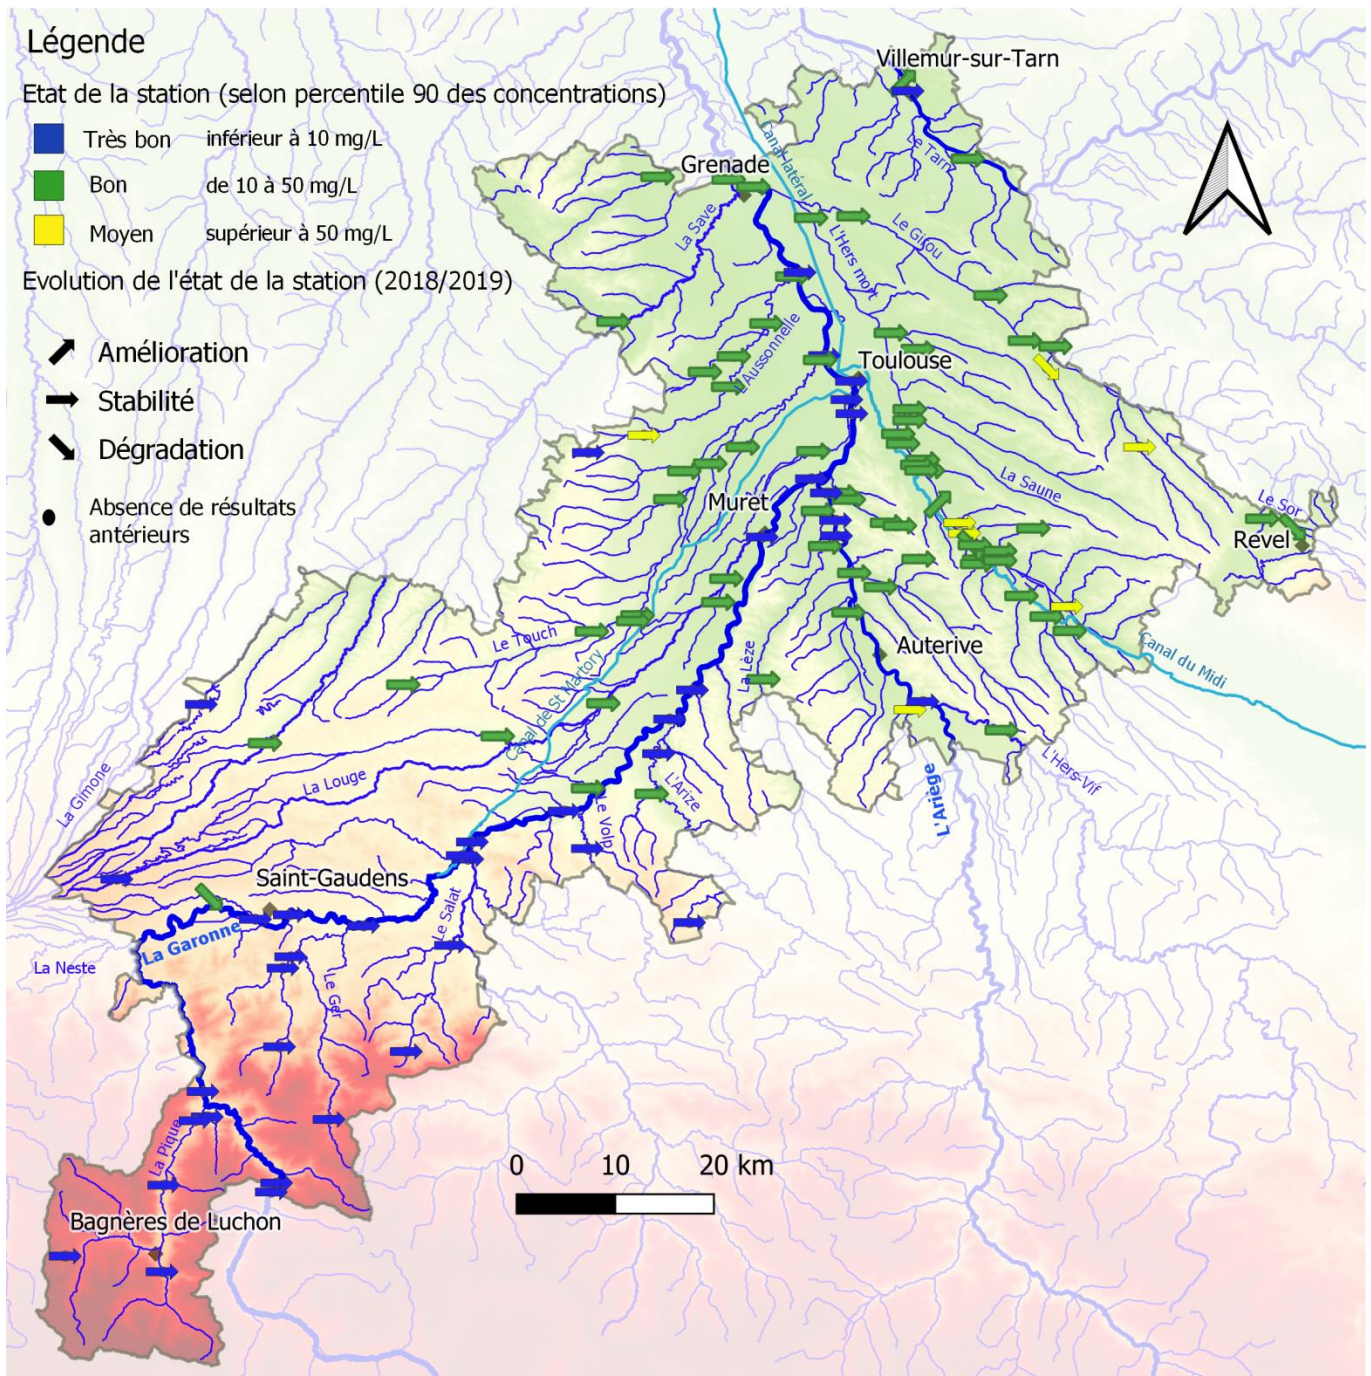 Légende
Etat de la station (selon percentile 90 des concentrations)
Très bon inférieur à 10 mg/L
Bon de 10 à 50 mg/L
Moyen supérieur à 50 mg/L
Evolution de l'état de la station (2018/2019)
Amélioration
Stabilité
Dégradation
Absence de résultats
antérieurs
Villemur-sur-Tarn
Le Tarn
Canal latéral
Grenade
La Save
L'Hers mort
Le Girou
L'Aussonnelle
Toulouse
La Saune
Le Sor
Revel
Muret
Le Touch
Canal de St Martory
La Lèze
Auterive
Canal du Midi
La Gimone
La Louge
L'Arize
Le Volp
L'Ariège
L'Hers-Vif
Saint-Gaudens
La Garonne
Le Salat
La Neste
Le Ger
La Pique
0 10 20 km
Bagnères de Luchon